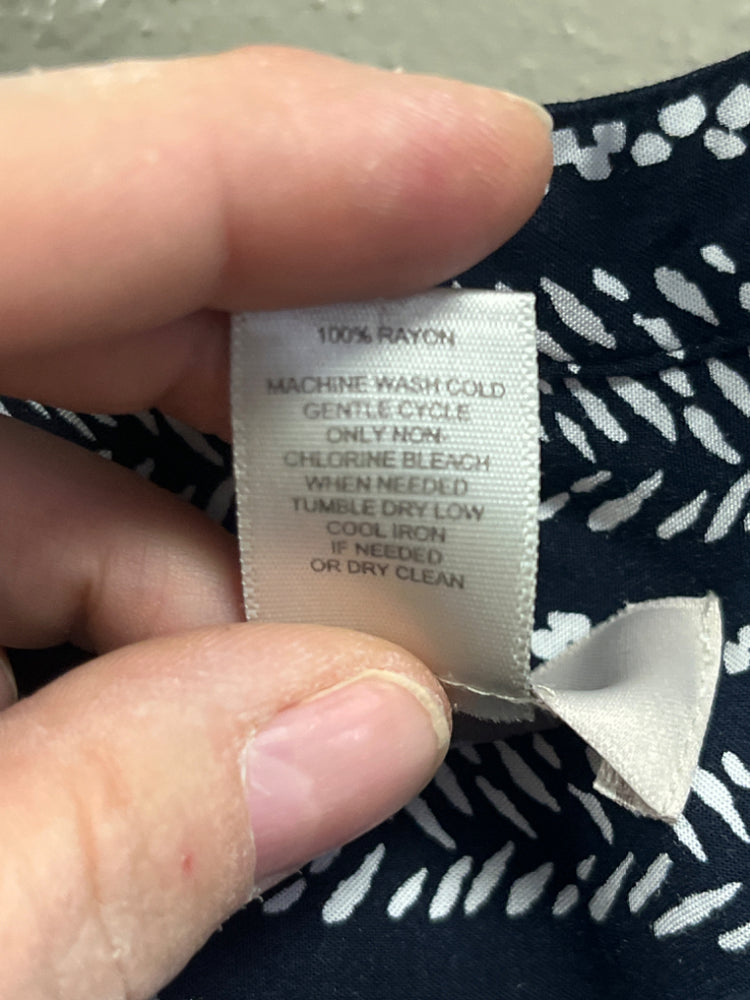 100% RAYON
MACHINE WASH COLD
GENTLE CYCLE
ONLY NON-
CHLORINE BLEACH
WHEN NEEDED
TUMBLE DRY LOW
COOL IRON
IF NEEDED
OR DRY CLEAN